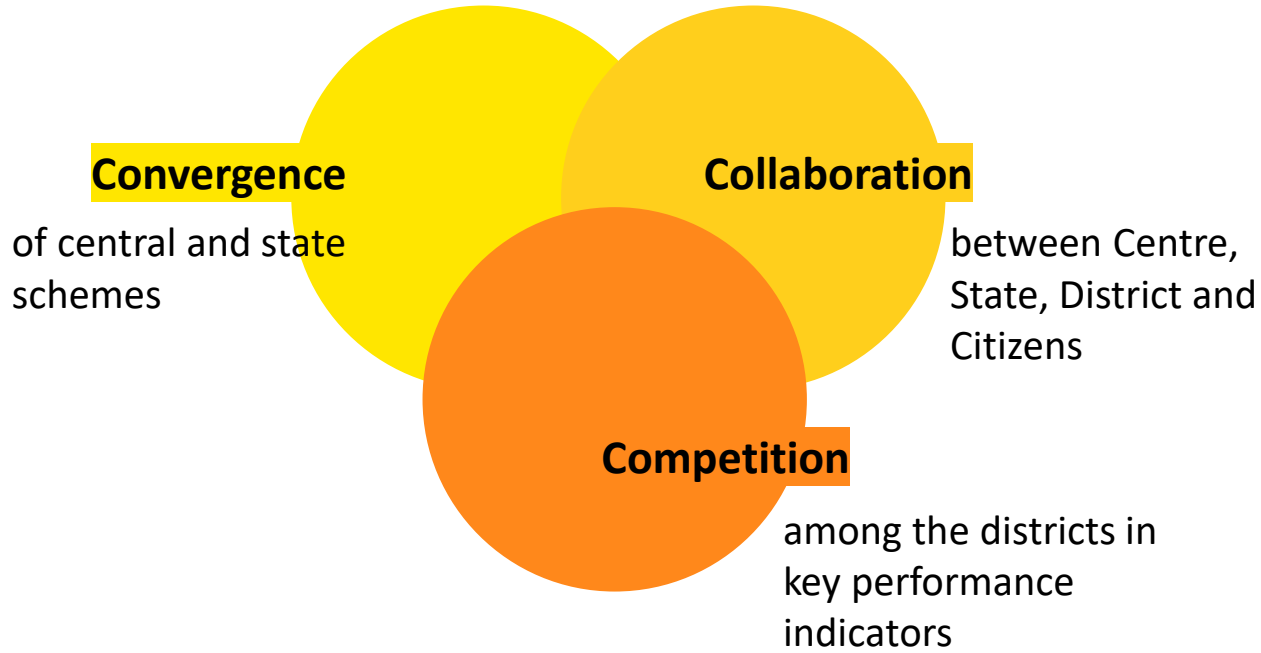 Convergence
of central and state
schemes
Collaboration
between Centre,
State, District and
Citizens
Competition
among the districts in
key performance
indicators